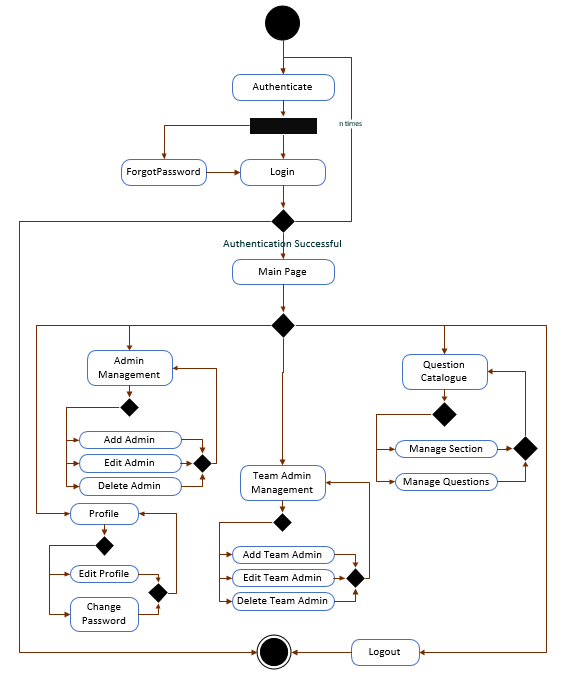 Authenticate
n times
ForgotPassword
Login
Authentication Successful
Main Page
Admin
Management
Question
Catalogue
Add Admin
Edit Admin
Delete Admin
Manage Section
Manage Questions
Team Admin
Management
Profile
Add Team Admin
Edit Team Admin
Delete Team Admin
Edit Profile
Change
Password
Logout